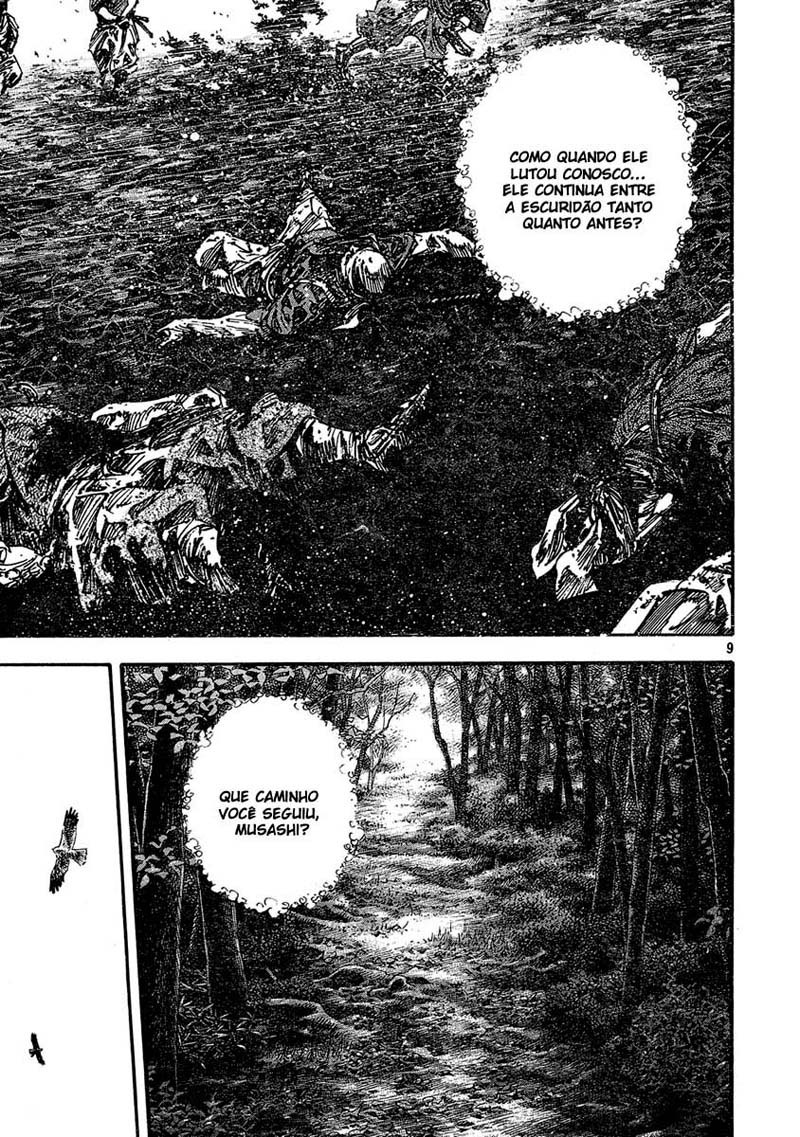 COMO QUANDO ELE
LUTOU CONOSCO...
ELE CONTINUA ENTRE
A ESCURIDÃO TANTO
QUANTO ANTES?
9
QUE CAMINHO
VOCÊ SEGUIU,
MUSASHI?